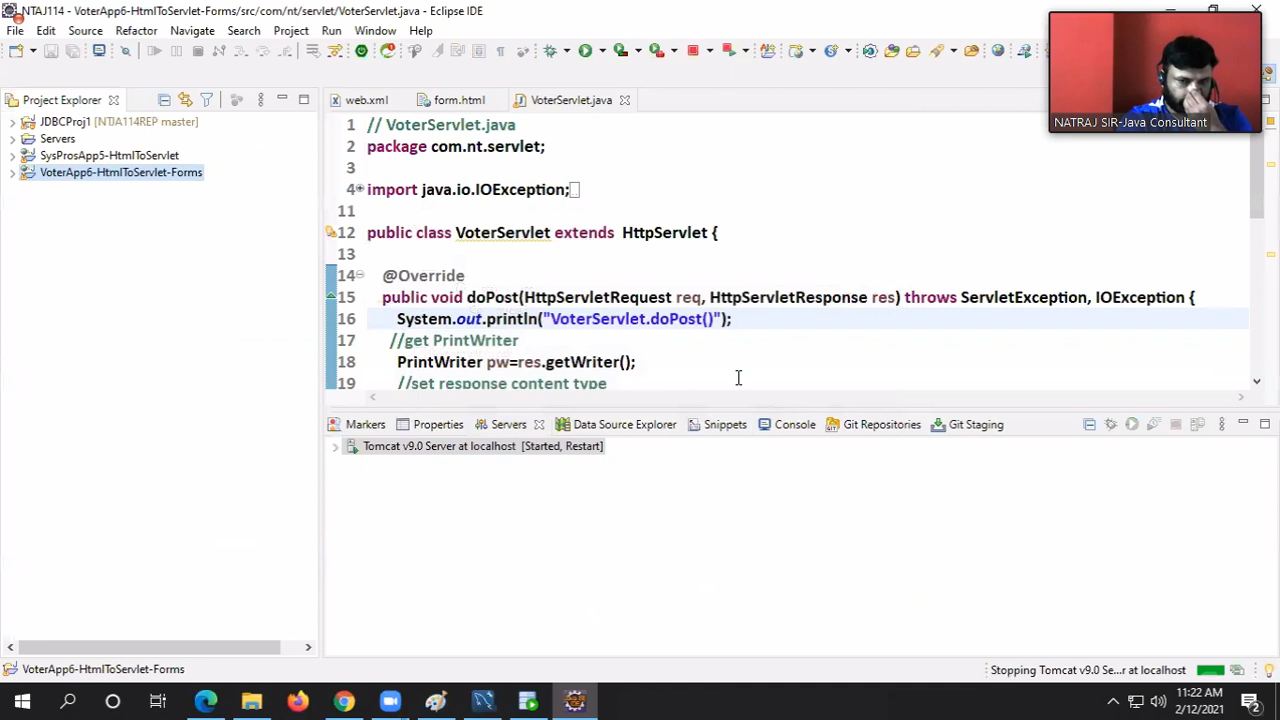 NTAJ114 - VoterApp6-HtmlToServlet-Forms/src/com/nt/servlet/VoterServlet.java - Eclipse IDE
File Edit Source Refactor Navigate Search Project Run Window Help
NATRAJ SIR-Java Consultant
Project Explorer
JDBCProj1 [NTJA114REP master]
Servers
SysProsApp5-HtmlToServlet
VoterApp6-HtmlToServlet-Forms
web.xml form.html VoterServlet.java
1 // VoterServlet.java
2 package com.nt.servlet;
3
4 import java.io.IOException;
11
12 public class VoterServlet extends HttpServlet {
13
14 @Override
15 public void doPost(HttpServletRequest req, HttpServletResponse res) throws ServletException, IOException {
16 System.out.println("VoterServlet.doPost()");
17 //get PrintWriter
18 PrintWriter pw=res.getWriter();
19 //set response content type
Markers Properties Servers Data Source Explorer Snippets Console Git Repositories Git Staging
Tomcat v9.0 Server at localhost [Started, Restart]
VoterApp6-HtmlToServlet-Forms
Stopping Tomcat v9.0 Se...r at localhost
11:22 AM
2/12/2021
2